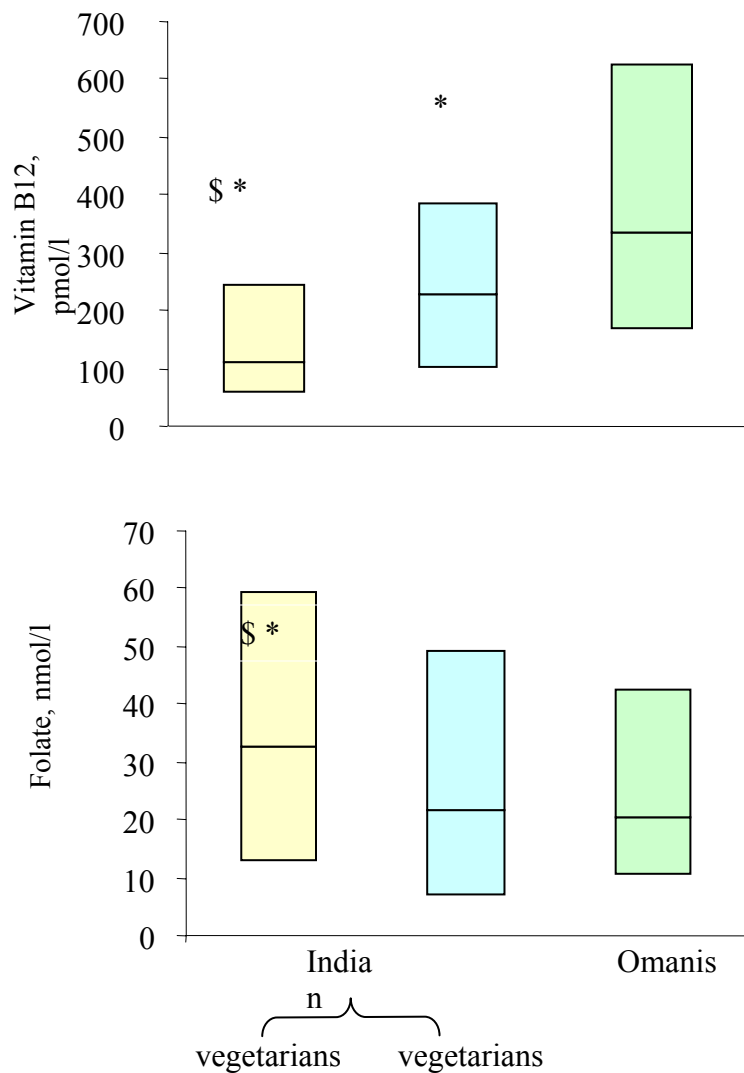 700
600
500
400
300
200
100
0
Vitamin B12,
pmol/l
*
$ *
70
60
50
40
30
20
10
0
Folate, nmol/l
$ *
India
n
Omanis
vegetarians
vegetarians